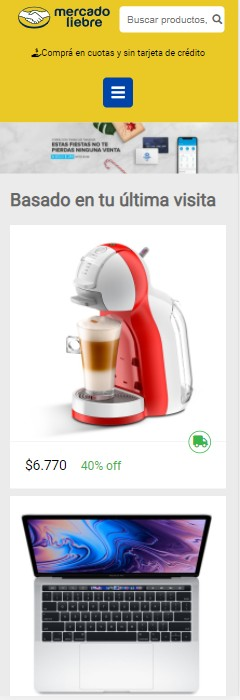 mercado
liebre
Buscar productos,
Comprá en cuotas y sin tarjeta de crédito
ESTAS FIESTAS NO TE
PIERDAS NINGUNA VENTA
Basado en tu última visita
$6.770 40% off